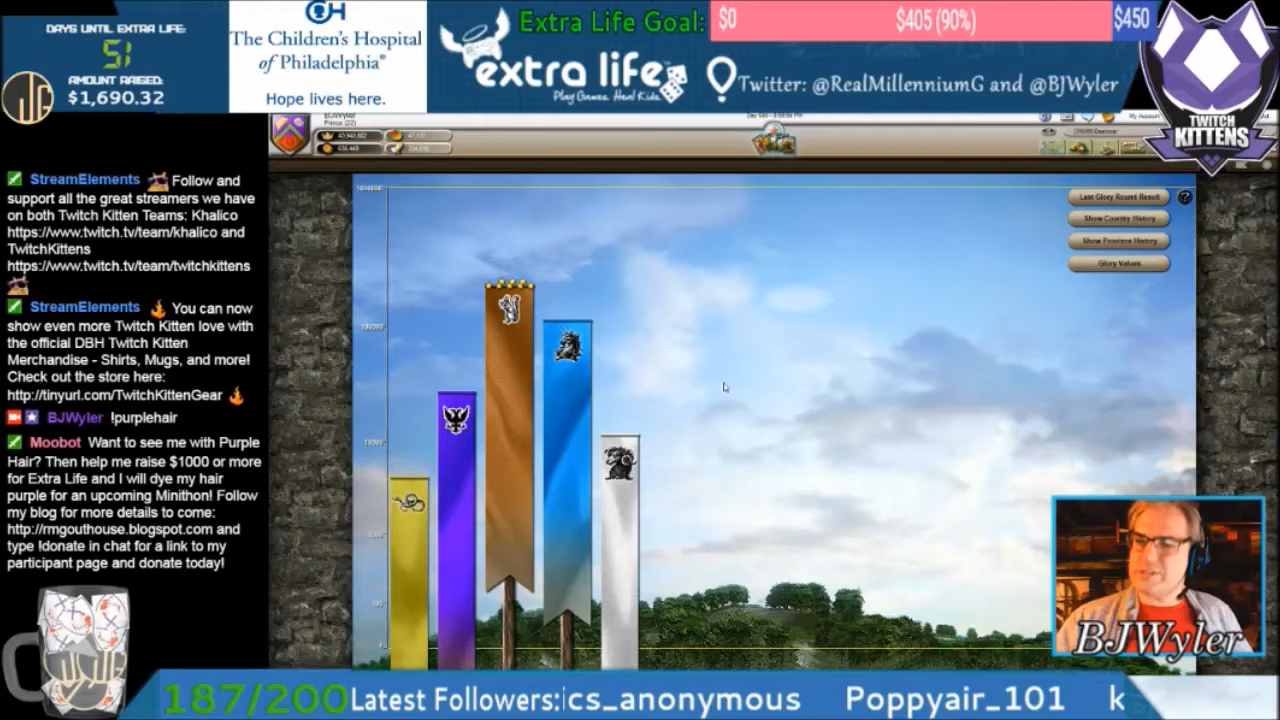 DAYS UNTIL EXTRA LIFE:
51
AMOUNT RAISED:
$1,690.32
The Children's Hospital
of Philadelphia®
Hope lives here.
Extra Life Goal:
$0
$405 (90%)
$450
extra life
Play Games. Heal Kids.
Twitter: @RealMillenniumG and @BJWyler
TWITCH
KITTENS
BJWyler
Prince (22)
My Account
Last Glory Round Result
Show Country History
Show Province History
Glory Values
StreamElements Follow and
support all the great streamers we have
on both Twitch Kitten Teams: Khalico
https://www.twitch.tv/team/khalico and
TwitchKittens
https://www.twitch.tv/team/twitchkittens
StreamElements You can now
show even more Twitch Kitten love with
the official DBH Twitch Kitten
Merchandise - Shirts, Mugs, and more!
Check out the store here:
http://tinyurl.com/TwitchKittenGear
BJWyler !purplehair
Moobot Want to see me with Purple
Hair? Then help me raise $1000 or more
for Extra Life and I will dye my hair
purple for an upcoming Minithon! Follow
my blog for more details to come:
http://rmgouthouse.blogspot.com and
type !donate in chat for a link to my
participant page and donate today!
BJWyler
187/200
Latest Followers:
ics_anonymous Poppyair_101 k